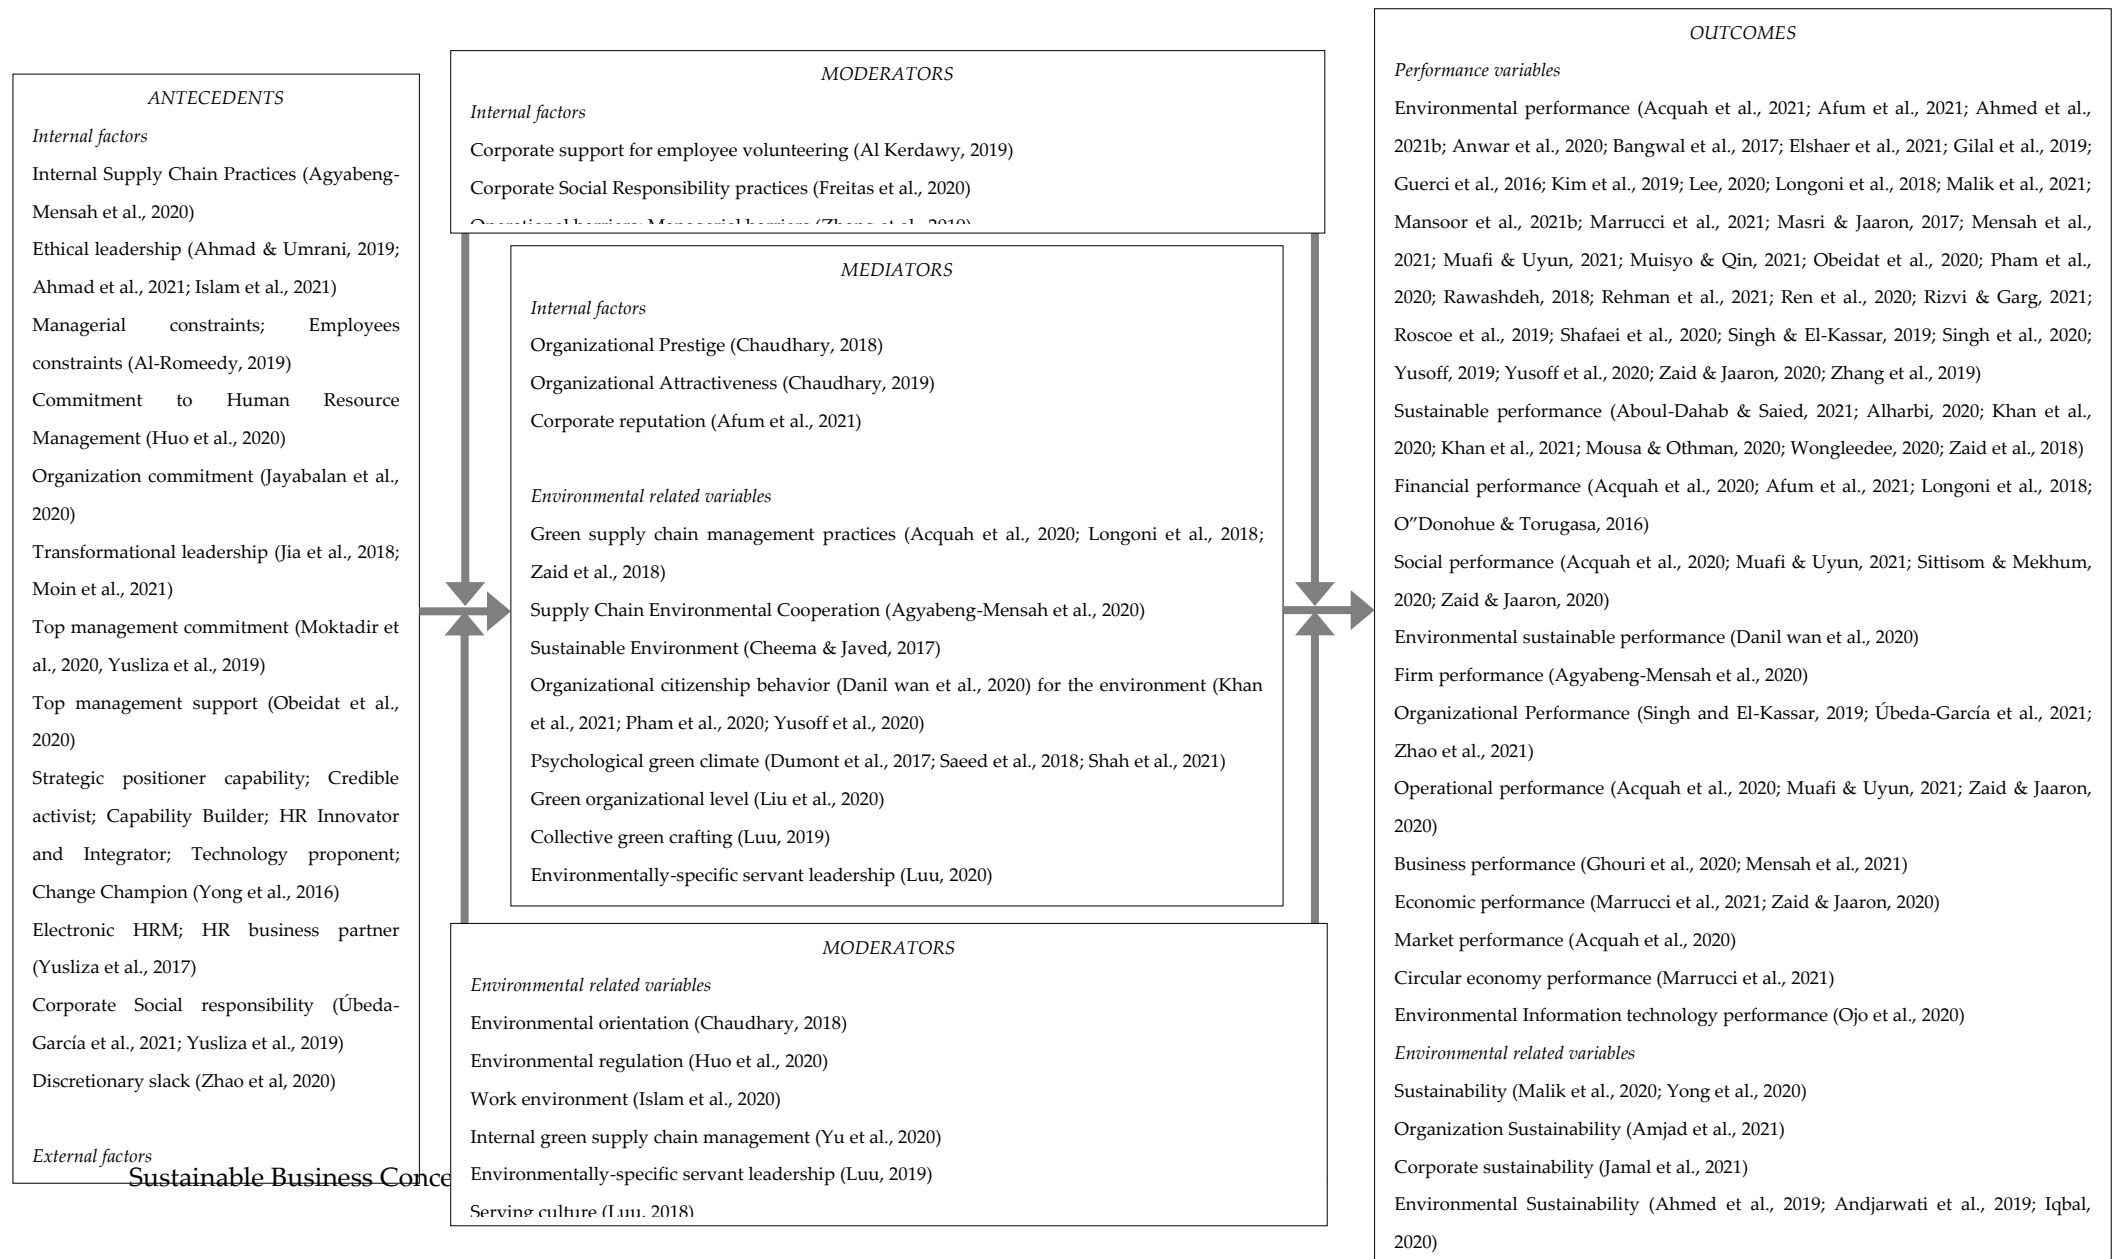 ANTECEDENTS
Internal factors
Internal Supply Chain Practices (Agyabeng-
Mensah et al., 2020)
Ethical leadership (Ahmad & Umrani, 2019;
Ahmad et al., 2021; Islam et al., 2021)
Managerial constraints; Employees
constraints (Al-Romeedy, 2019)
Commitment to Human Resource
Management (Huo et al., 2020)
Organization commitment (Jayabalan et al.,
2020)
Transformational leadership (Jia et al., 2018;
Moin et al., 2021)
Top management commitment (Moktadir et
al., 2020, Yusliza et al., 2019)
Top management support (Obeidat et al.,
2020)
Strategic positioner capability; Credible
activist; Capability Builder; HR Innovator
and Integrator; Technology proponent;
Change Champion (Yong et al., 2016)
Electronic HRM; HR business partner
(Yusliza et al., 2017)
Corporate Social responsibility (Úbeda-
García et al., 2021; Yusliza et al., 2019)
Discretionary slack (Zhao et al, 2020)
External factors
Sustainable Business Conce
MODERATORS
Internal factors
Corporate support for employee volunteering (Al Kerdawy, 2019)
Corporate Social Responsibility practices (Freitas et al., 2020)
Operational barriers; Managerial barriers (Zhang et al., 2019)
MEDIATORS
Internal factors
Organizational Prestige (Chaudhary, 2018)
Organizational Attractiveness (Chaudhary, 2019)
Corporate reputation (Afum et al., 2021)
Environmental related variables
Green supply chain management practices (Acquah et al., 2020; Longoni et al., 2018;
Zaid et al., 2018)
Supply Chain Environmental Cooperation (Agyabeng-Mensah et al., 2020)
Sustainable Environment (Cheema & Javed, 2017)
Organizational citizenship behavior (Danil wan et al., 2020) for the environment (Khan
et al., 2021; Pham et al., 2020; Yusoff et al., 2020)
Psychological green climate (Dumont et al., 2017; Saeed et al., 2018; Shah et al., 2021)
Green organizational level (Liu et al., 2020)
Collective green crafting (Luu, 2019)
Environmentally-specific servant leadership (Luu, 2020)
MODERATORS
Environmental related variables
Environmental orientation (Chaudhary, 2018)
Environmental regulation (Huo et al., 2020)
Work environment (Islam et al., 2020)
Internal green supply chain management (Yu et al., 2020)
Environmentally-specific servant leadership (Luu, 2019)
Serving culture (Luu, 2018)
OUTCOMES
Performance variables
Environmental performance (Acquah et al., 2021; Afum et al., 2021; Ahmed et al.,
2021b; Anwar et al., 2020; Bangwal et al., 2017; Elshaer et al., 2021; Gilal et al., 2019;
Guerci et al., 2016; Kim et al., 2019; Lee, 2020; Longoni et al., 2018; Malik et al., 2021;
Mansoor et al., 2021b; Marrucci et al., 2021; Masri & Jaaron, 2017; Mensah et al.,
2021; Muafi & Uyun, 2021; Muisyo & Qin, 2021; Obeidat et al., 2020; Pham et al.,
2020; Rawashdeh, 2018; Rehman et al., 2021; Ren et al., 2020; Rizvi & Garg, 2021;
Roscoe et al., 2019; Shafaei et al., 2020; Singh & El-Kassar, 2019; Singh et al., 2020;
Yusoff, 2019; Yusoff et al., 2020; Zaid & Jaaron, 2020; Zhang et al., 2019)
Sustainable performance (Aboul-Dahab & Saied, 2021; Alharbi, 2020; Khan et al.,
2020; Khan et al., 2021; Mousa & Othman, 2020; Wongleedee, 2020; Zaid et al., 2018)
Financial performance (Acquah et al., 2020; Afum et al., 2021; Longoni et al., 2018;
O″Donohue & Torugasa, 2016)
Social performance (Acquah et al., 2020; Muafi & Uyun, 2021; Sittisom & Mekhum,
2020; Zaid & Jaaron, 2020)
Environmental sustainable performance (Danil wan et al., 2020)
Firm performance (Agyabeng-Mensah et al., 2020)
Organizational Performance (Singh and El-Kassar, 2019; Úbeda-García et al., 2021;
Zhao et al., 2021)
Operational performance (Acquah et al., 2020; Muafi & Uyun, 2021; Zaid & Jaaron,
2020)
Business performance (Ghouri et al., 2020; Mensah et al., 2021)
Economic performance (Marrucci et al., 2021; Zaid & Jaaron, 2020)
Market performance (Acquah et al., 2020)
Circular economy performance (Marrucci et al., 2021)
Environmental Information technology performance (Ojo et al., 2020)
Environmental related variables
Sustainability (Malik et al., 2020; Yong et al., 2020)
Organization Sustainability (Amjad et al., 2021)
Corporate sustainability (Jamal et al., 2021)
Environmental Sustainability (Ahmed et al., 2019; Andjarwati et al., 2019; Iqbal,
2020)